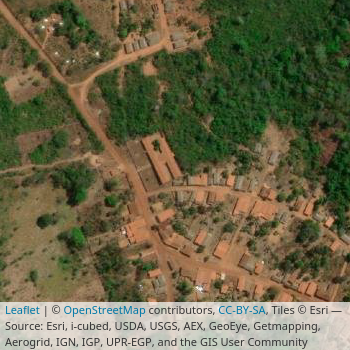 Leaflet | © OpenStreetMap contributors, CC-BY-SA, Tiles © Esri —
Source: Esri, i-cubed, USDA, USGS, AEX, GeoEye, Getmapping,
Aerogrid, IGN, IGP, UPR-EGP, and the GIS User Community